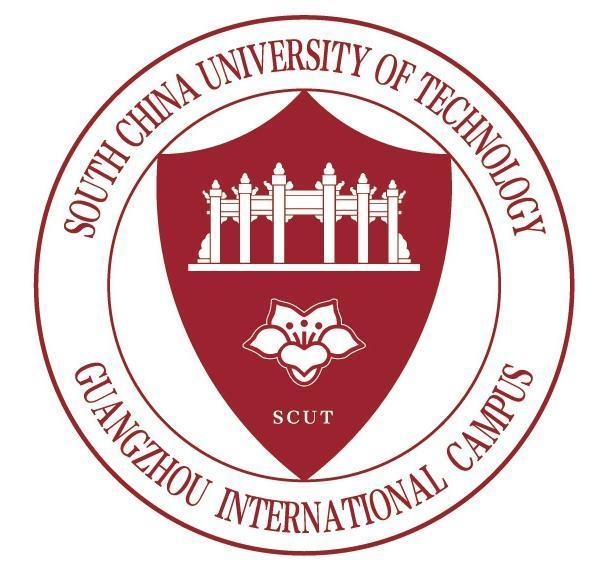 SOUTH CHINA UNIVERSITY OF TECHNOLOGY
SCUT
GUANGZHOU INTERNATIONAL CAMPUS